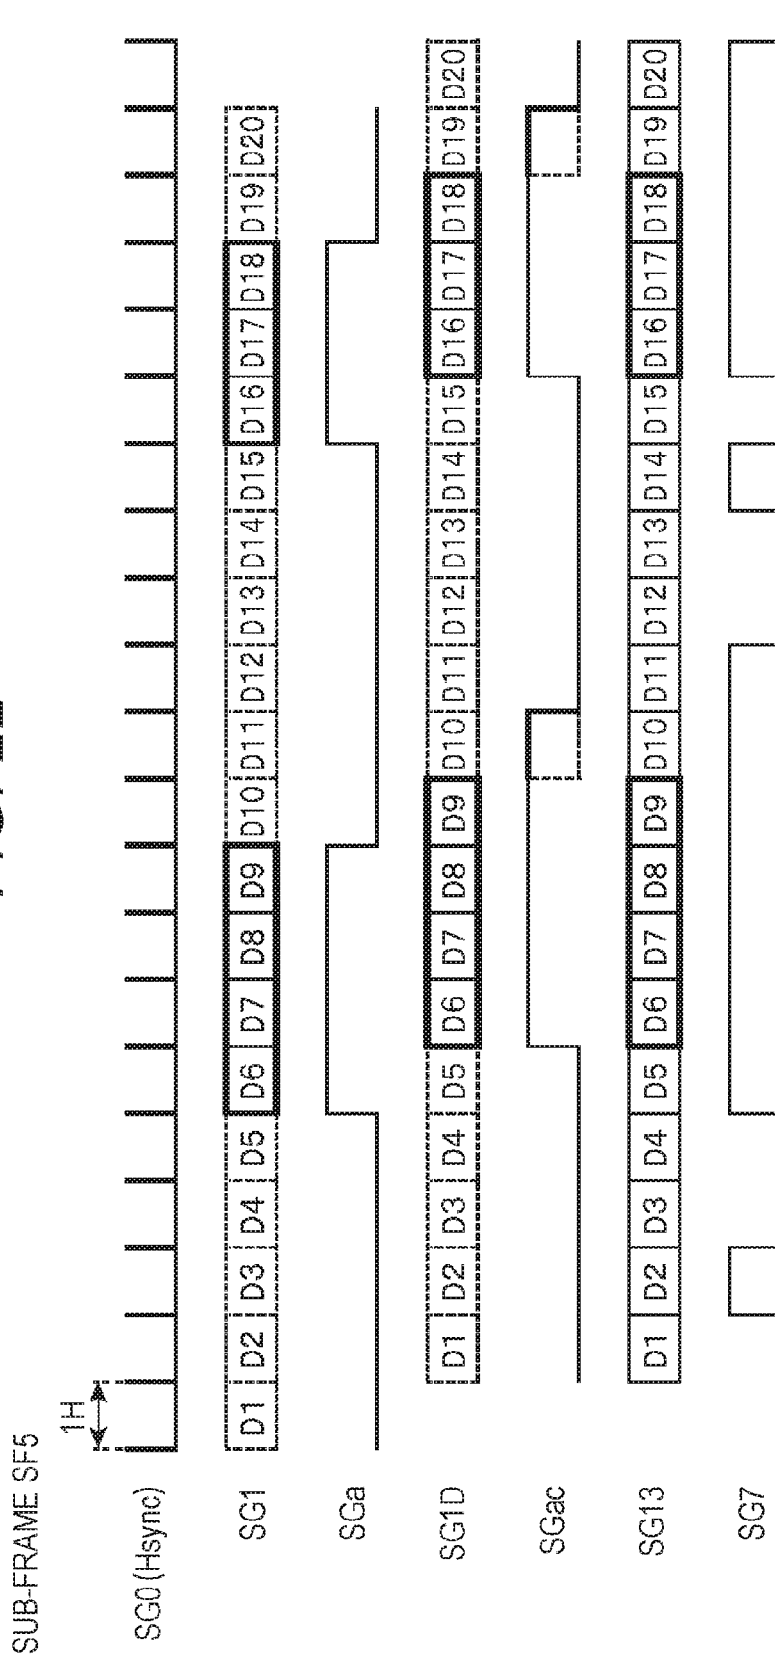 SUB-FRAME SF5
1H
SG0 (Hsync)
SG1 D1 D2 D3 D4 D5 D6 D7 D8 D9 D10 D11 D12 D13 D14 D15 D16 D17 D18 D19 D20
SGa
SG1D D1 D2 D3 D4 D5 D6 D7 D8 D9 D10 D11 D12 D13 D14 D15 D16 D17 D18 D19 D20
SGac
SG13 D1 D2 D3 D4 D5 D6 D7 D8 D9 D10 D11 D12 D13 D14 D15 D16 D17 D18 D19 D20
SG7